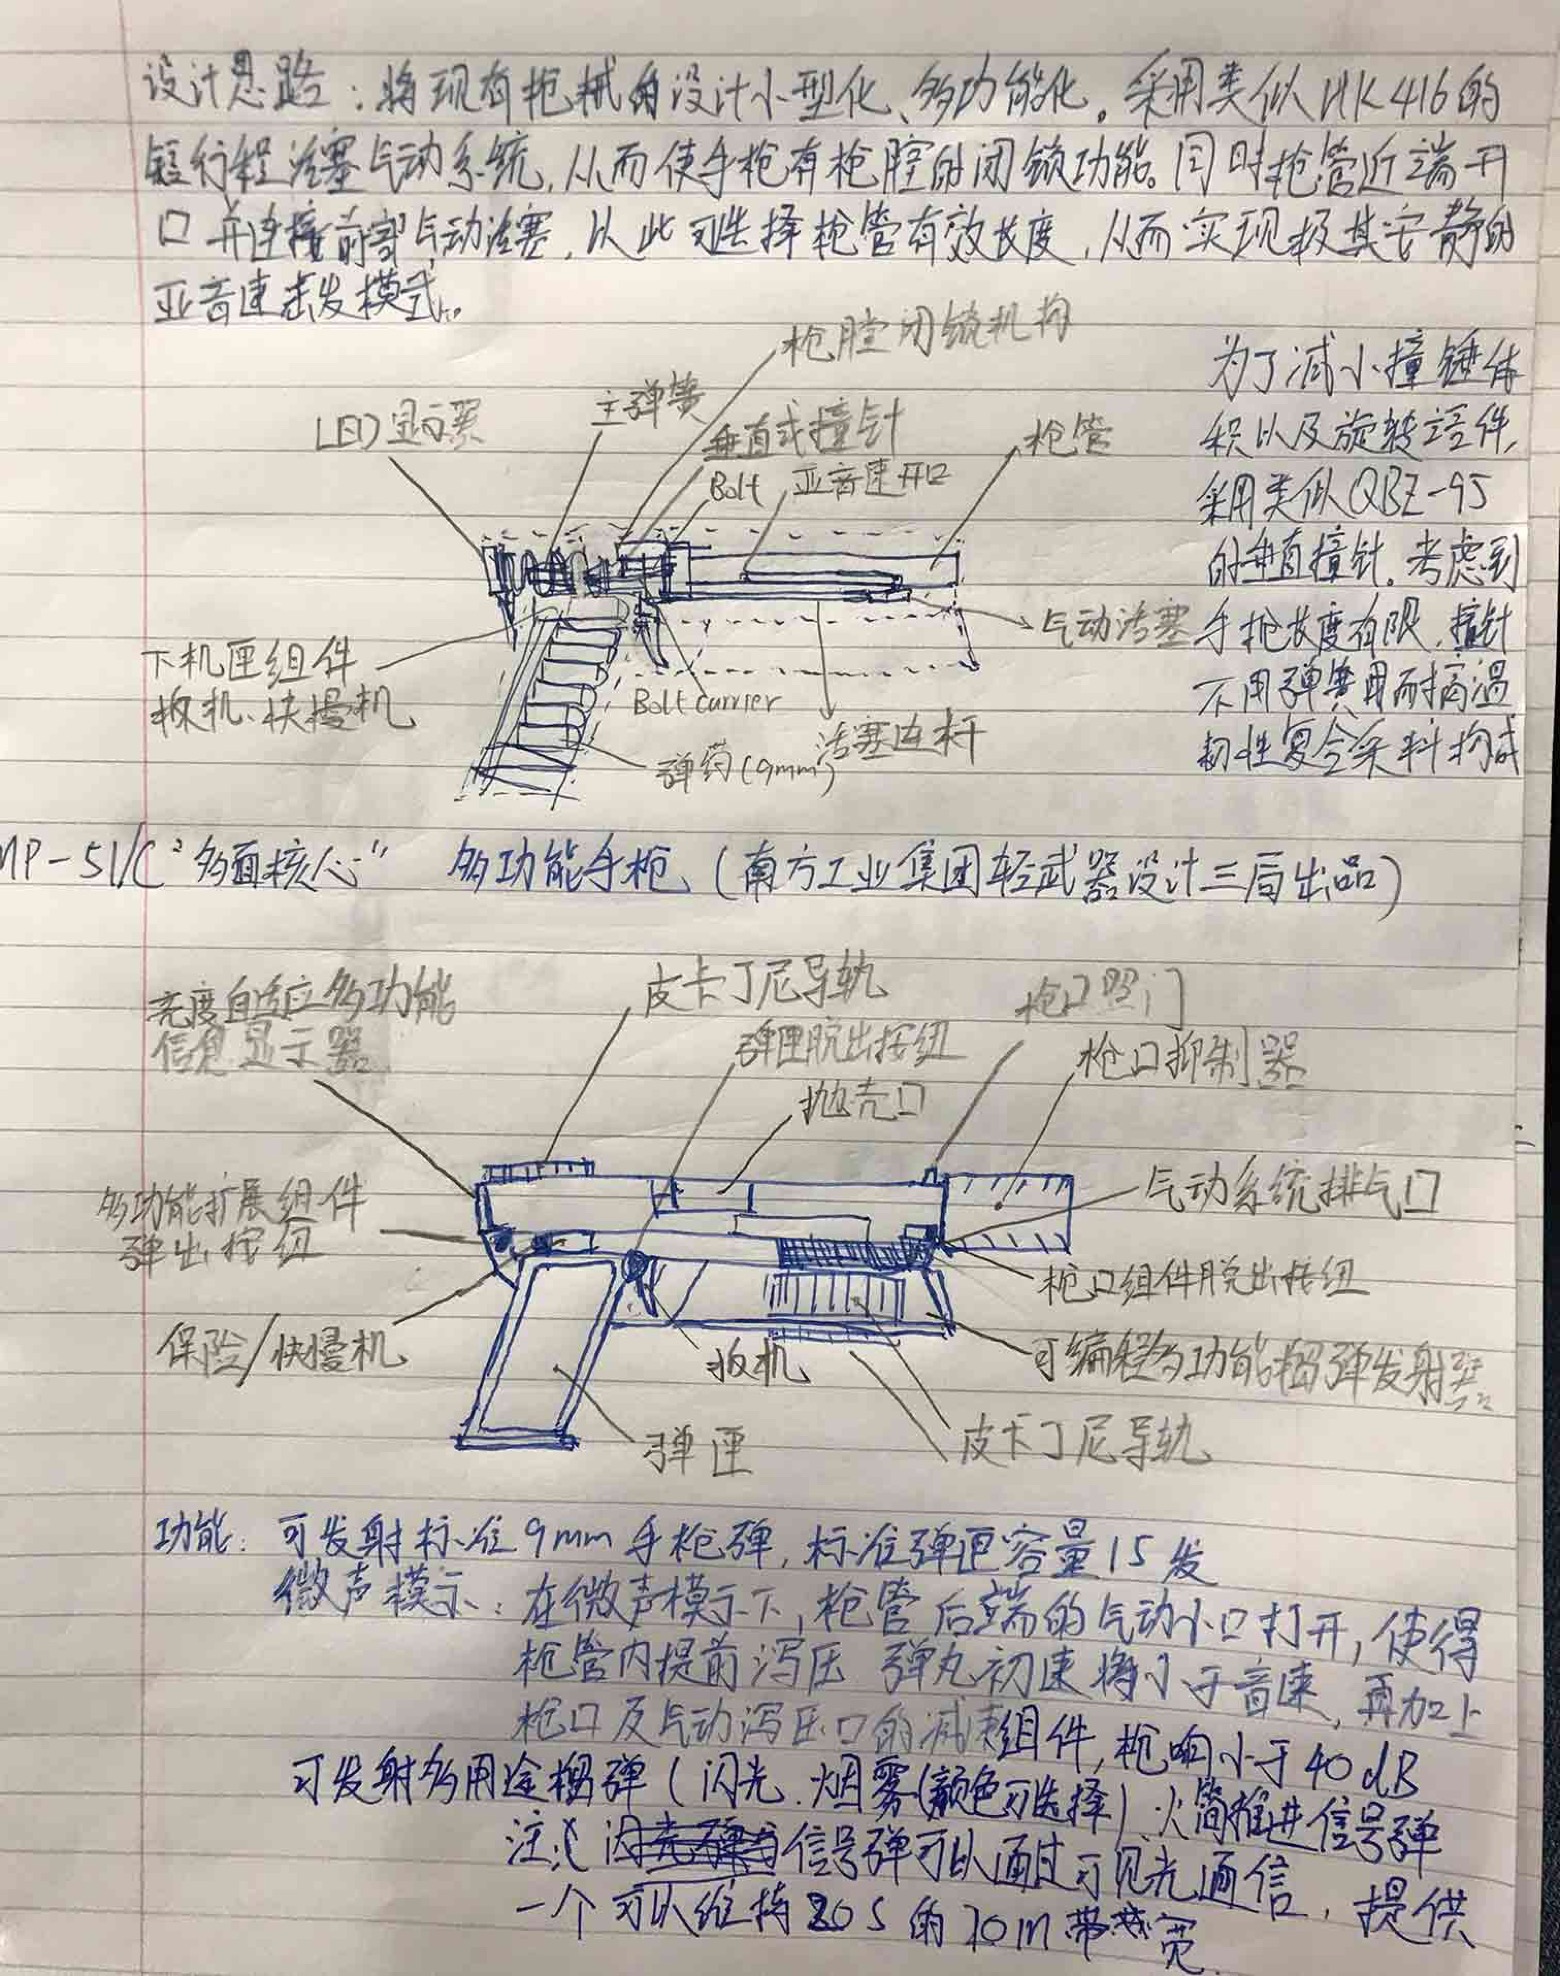 设计思路：将现有枪械的设计小型化、多功能化。采用类似HK416的
短行程活塞气动系统，从而使手枪有枪膛的闭锁功能。同时枪管近端开
口并连接前部气动活塞，以此可选择枪管有效长度，从而实现极其安静的
亚音速击发模式。
枪膛闭锁机构
LED显示器
主弹簧
垂直式撞针
Bolt
亚音速开口
枪管
为了减小撞锤体
积以及旋转组件，
采用类似QBZ-95
的垂直撞针。考虑到
手枪长度有限，撞针
不用弹簧用耐高温
韧性复合采料构成
气动活塞
下机匣组件
扳机、快慢机
Bolt carrier
活塞连杆
弹药(9mm)
MP-51/C“多面核心” 多功能手枪（南方工业集团轻武器设计三局出品）
亮度自适应多功能
信息显示器
皮卡丁尼导轨
弹匣脱出按钮
抛壳口
枪口照门
枪口抑制器
多功能扩展组件
弹出按钮
气动系统排气口
枪口组件脱出按钮
保险/快慢机
扳机
可编程多功能榴弹发射器
弹匣
皮卡丁尼导轨
功能：可发射标准9mm手枪弹，标准弹匣容量15发
微声模示：在微声模示下，枪管后端的气动小口打开，使得
枪管内提前泻压 弹丸初速将小于音速，再加上
枪口及气动泻压口的减速组件，枪响小于40dB
可发射多用途榴弹（闪光、烟雾(颜色可选择)、火箭推进信号弹
注： 信号弹可以通过可见光通信，提供
一个可以维持20S的10m带宽